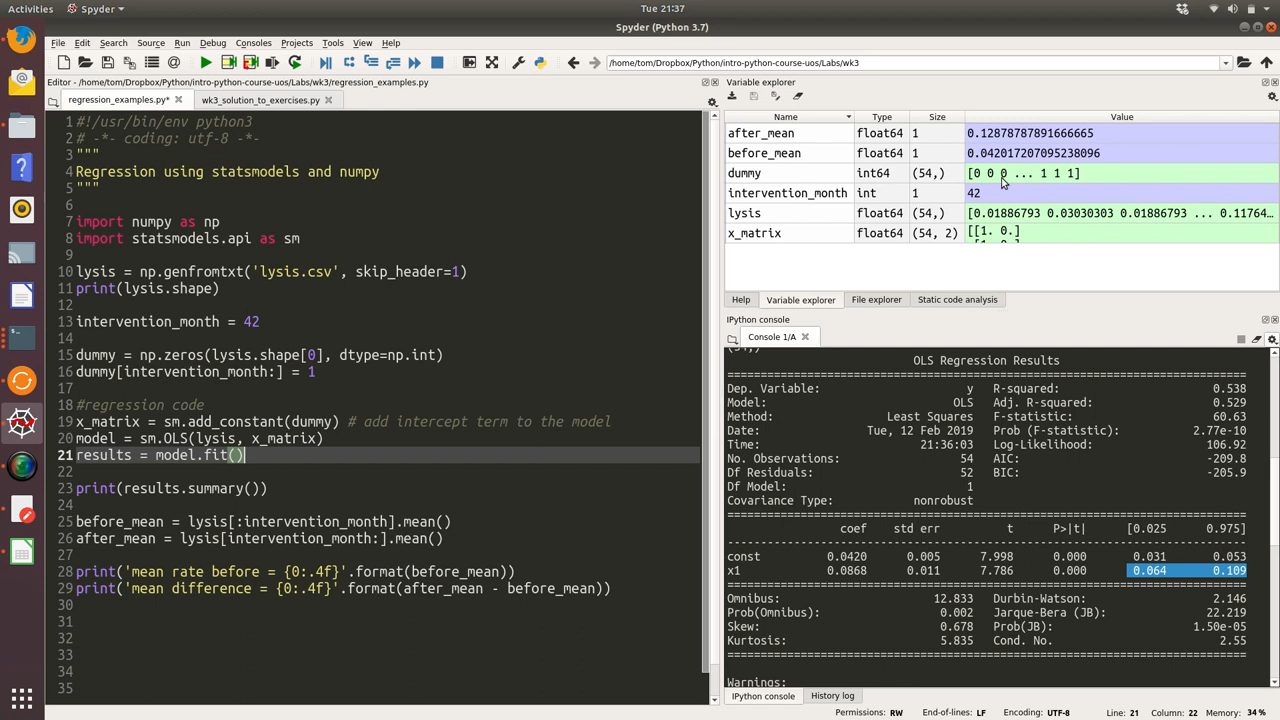 Activities
Spyder
Tue 21:37
Spyder (Python 3.7)
File Edit Search Source Run Debug Consoles Projects Tools View Help
/home/tom/Dropbox/Python/intro-python-course-uos/Labs/wk3
Editor - /home/tom/Dropbox/Python/intro-python-course-uos/Labs/wk3/regression_examples.py
regression_examples.py*
wk3_solution_to_exercises.py
1 #!/usr/bin/env python3
2 # -*- coding: utf-8 -*-
3 """
4 Regression using statsmodels and numpy
5 """
6
7 import numpy as np
8 import statsmodels.api as sm
9
10 lysis = np.genfromtxt('lysis.csv', skip_header=1)
11 print(lysis.shape)
12
13 intervention_month = 42
14
15 dummy = np.zeros(lysis.shape[0], dtype=np.int)
16 dummy[intervention_month:] = 1
17
18 #regression code
19 x_matrix = sm.add_constant(dummy) # add intercept term to the model
20 model = sm.OLS(lysis, x_matrix)
21 results = model.fit()
22
23 print(results.summary())
24
25 before_mean = lysis[:intervention_month].mean()
26 after_mean = lysis[intervention_month:].mean()
27
28 print('mean rate before = {0:.4f}'.format(before_mean))
29 print('mean difference = {0:.4f}'.format(after_mean - before_mean))
30
31
32
33
34
35
Variable explorer
Name Type Size Value
after_mean float64 1 0.12878787891666665
before_mean float64 1 0.042017207095238096
dummy int64 (54,) [0 0 0 ... 1 1 1]
intervention_month int 1 42
lysis float64 (54,) [0.01886793 0.03030303 0.01886793 ... 0.11764...
x_matrix float64 (54, 2) [[1. 0.]
Help Variable explorer File explorer Static code analysis
IPython console
Console 1/A
(54,)
OLS Regression Results
==============================================================================
Dep. Variable: y R-squared: 0.538
Model: OLS Adj. R-squared: 0.529
Method: Least Squares F-statistic: 60.63
Date: Tue, 12 Feb 2019 Prob (F-statistic): 2.77e-10
Time: 21:36:03 Log-Likelihood: 106.92
No. Observations: 54 AIC: -209.8
Df Residuals: 52 BIC: -205.9
Df Model: 1
Covariance Type: nonrobust
==============================================================================
coef std err t P>|t| [0.025 0.975]
------------------------------------------------------------------------------
const 0.0420 0.005 7.998 0.000 0.031 0.053
x1 0.0868 0.011 7.786 0.000 0.064 0.109
==============================================================================
Omnibus: 12.833 Durbin-Watson: 2.146
Prob(Omnibus): 0.002 Jarque-Bera (JB): 22.219
Skew: 0.678 Prob(JB): 1.50e-05
Kurtosis: 5.835 Cond. No. 2.55
==============================================================================
Warnings:
IPython console History log
Permissions: RW End-of-lines: LF Encoding: UTF-8 Line: 21 Column: 22 Memory: 34 %